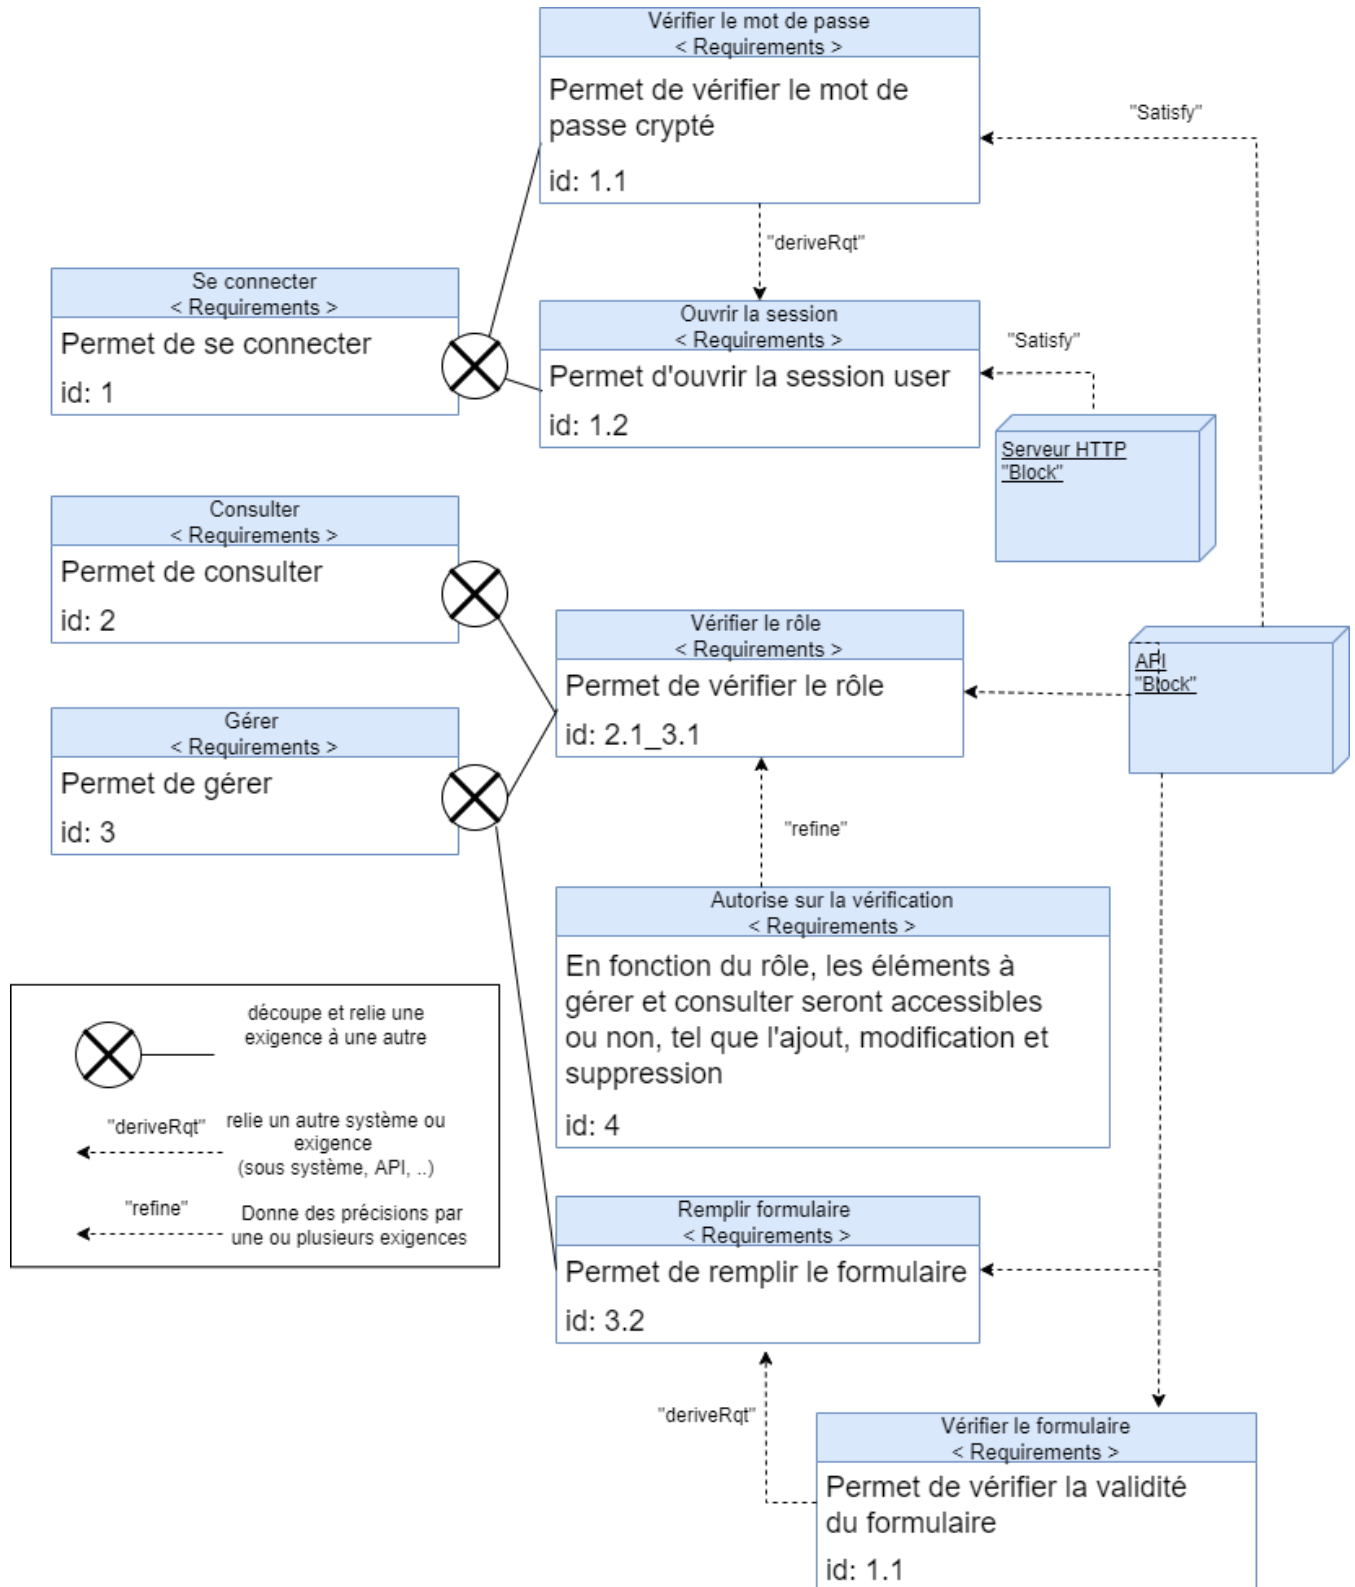 Vérifier le mot de passe
< Requirements >
Permet de vérifier le mot de
passe crypté
id: 1.1
"Satisfy"
"deriveRqt"
Se connecter
< Requirements >
Permet de se connecter
id: 1
Ouvrir la session
< Requirements >
Permet d'ouvrir la session user
id: 1.2
"Satisfy"
Serveur HTTP
"Block"
Consulter
< Requirements >
Permet de consulter
id: 2
Vérifier le rôle
< Requirements >
Permet de vérifier le rôle
id: 2.1_3.1
API
"Block"
Gérer
< Requirements >
Permet de gérer
id: 3
"refine"
Autorise sur la vérification
< Requirements >
En fonction du rôle, les éléments à
gérer et consulter seront accessibles
ou non, tel que l'ajout, modification et
suppression
id: 4
découpe et relie une
exigence à une autre
"deriveRqt"
relie un autre système ou
exigence
(sous système, API, ..)
"refine"
Donne des précisions par
une ou plusieurs exigences
Remplir formulaire
< Requirements >
Permet de remplir le formulaire
id: 3.2
"deriveRqt"
Vérifier le formulaire
< Requirements >
Permet de vérifier la validité
du formulaire
id: 1.1